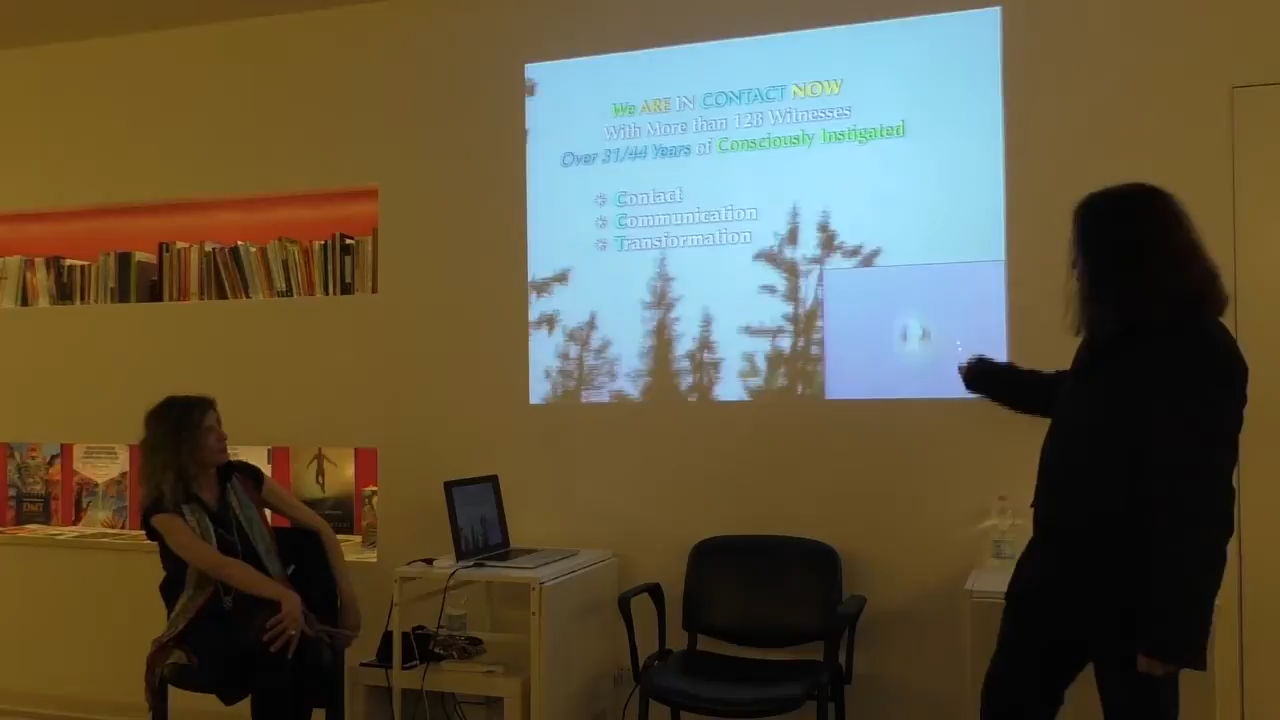 We ARE IN CONTACT NOW
With More than 128 Witnesses
Over 31/44 Years of Consciously Instigated
Contact
Communication
Transformation
DMT